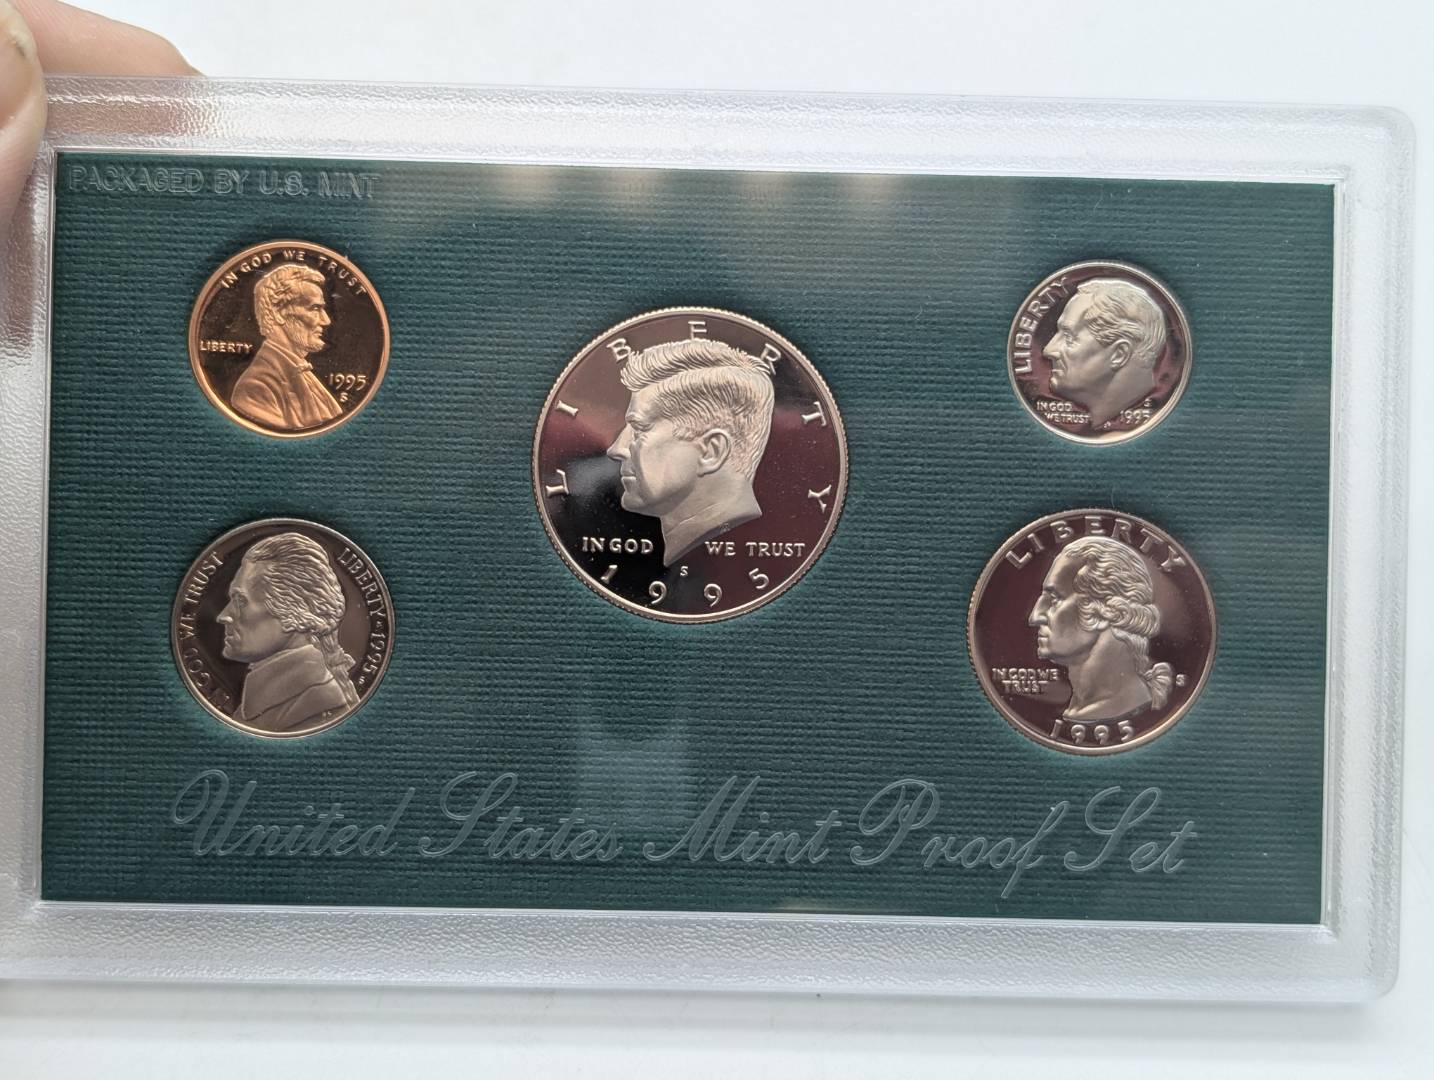 PACKAGED BY U.S. MINT
IN GOD WE TRUST
LIBERTY
1995
S
LIBERTY
IN GOD WE TRUST
S
1995
LIBERTY
IN GOD
WE TRUST
S
1995
IN GOD WE TRUST
LIBERTY 1995
S
LIBERTY
IN GOD WE
TRUST
S
1995
United States Mint Proof Set